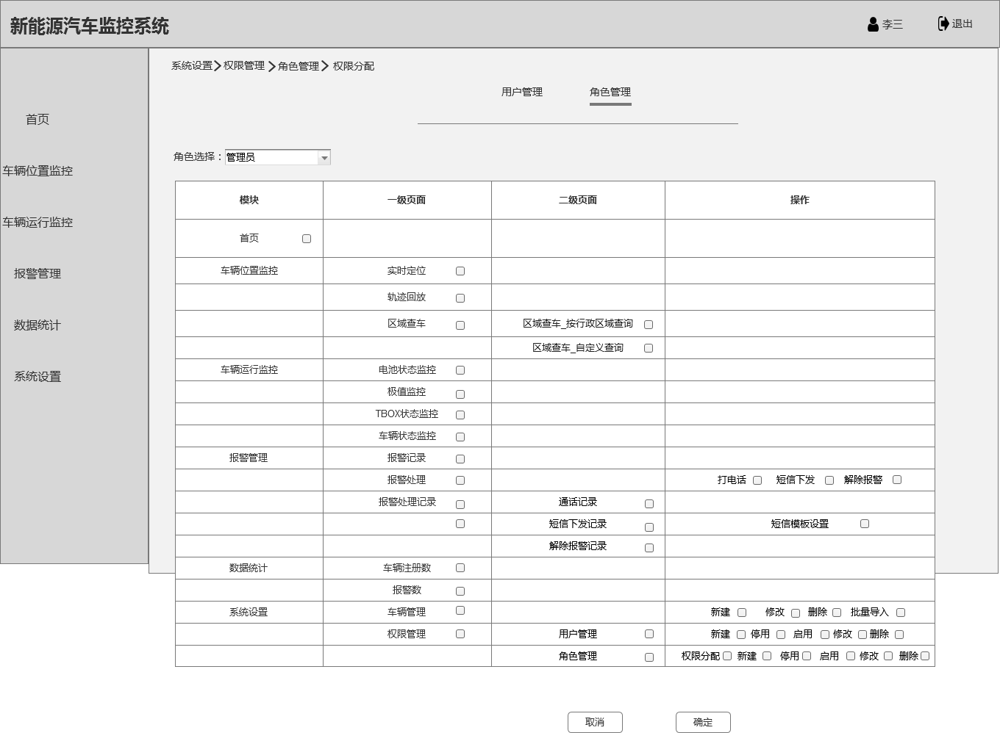 新能源汽车监控系统
李三
退出
系统设置 权限管理 角色管理 权限分配
用户管理 角色管理
首页
车辆位置监控
车辆运行监控
报警管理
数据统计
系统设置
角色选择：管理员
模块 一级页面 二级页面 操作
首页
车辆位置监控 实时定位
轨迹回放
区域查车 区域查车_按行政区域查询
区域查车_自定义查询
车辆运行监控 电池状态监控
极值监控
TBOX状态监控
车辆状态监控
报警管理 报警记录
报警处理 打电话 短信下发 解除报警
报警处理记录 通话记录
短信下发记录 短信模板设置
解除报警记录
数据统计 车辆注册数
报警数
系统设置 车辆管理 新建 修改 删除 批量导入
权限管理 用户管理 新建 停用 启用 修改 删除
角色管理 权限分配 新建 停用 启用 修改 删除
取消 确定